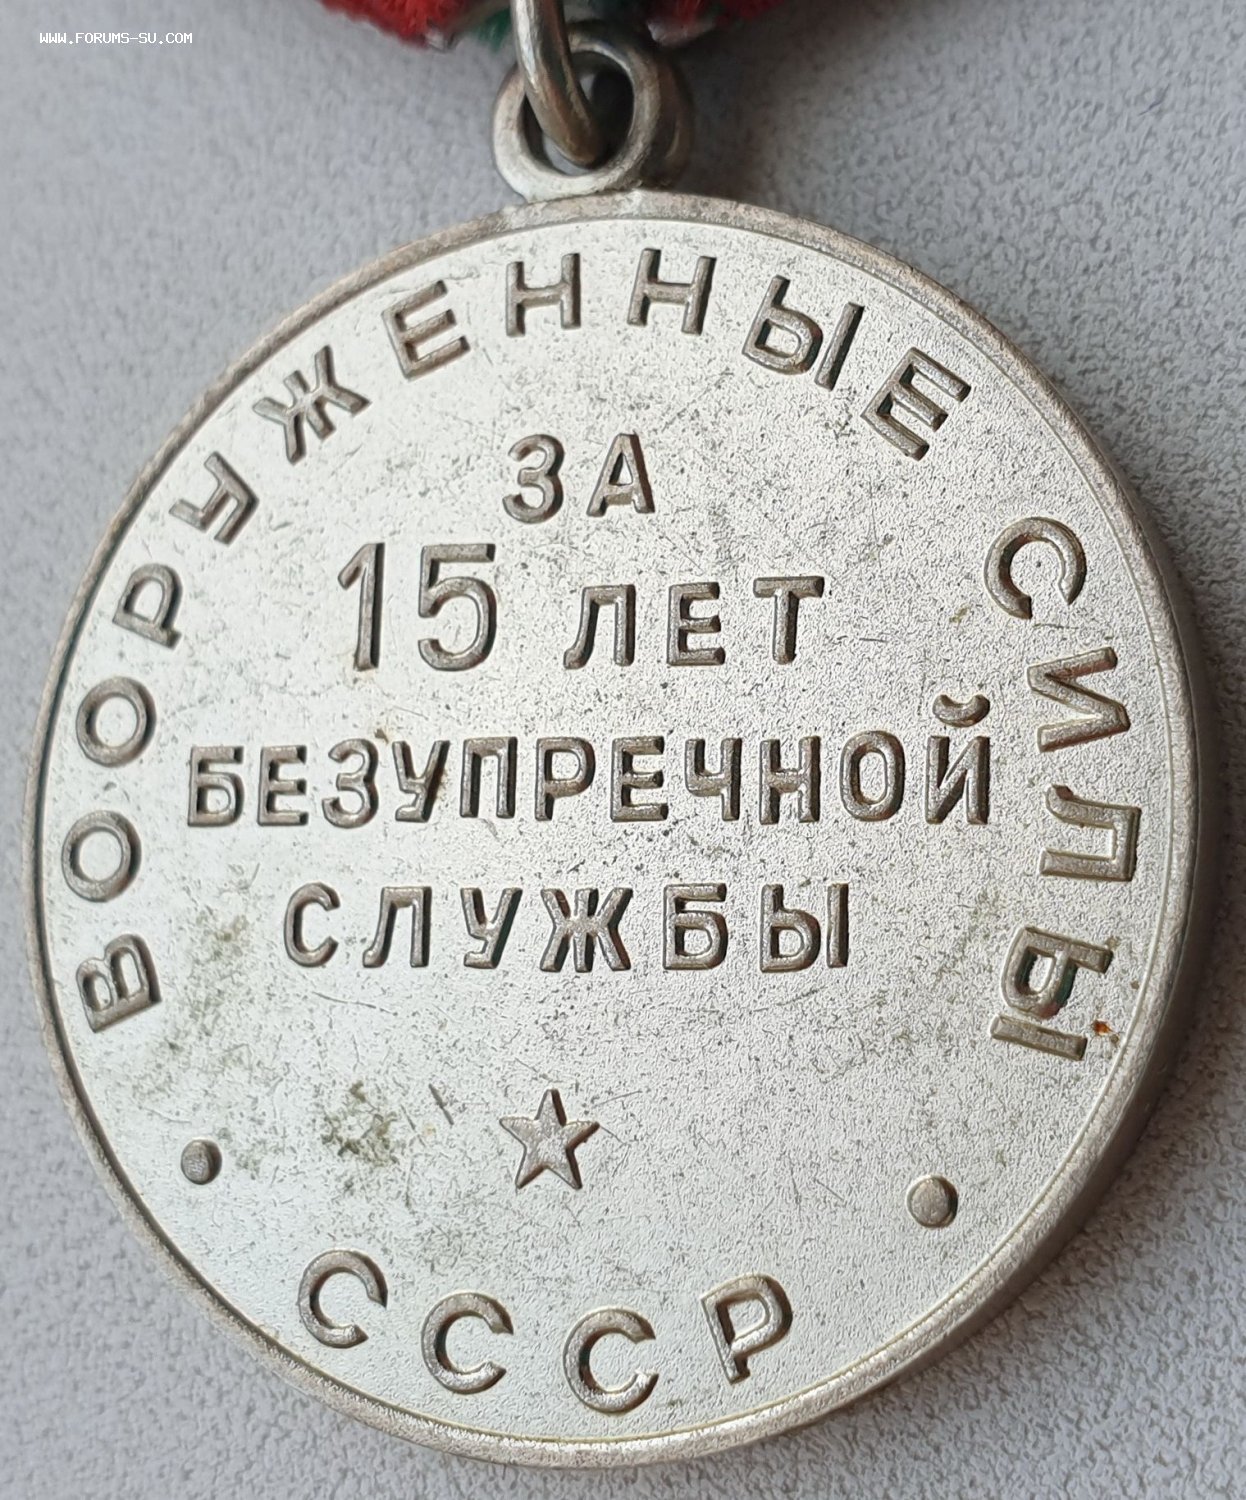 WWW.FORUMS-SU.COM
ВООРУЖЕННЫЕ СИЛЫ
ЗА
15 ЛЕТ
БЕЗУПРЕЧНОЙ
СЛУЖБЫ
СССР